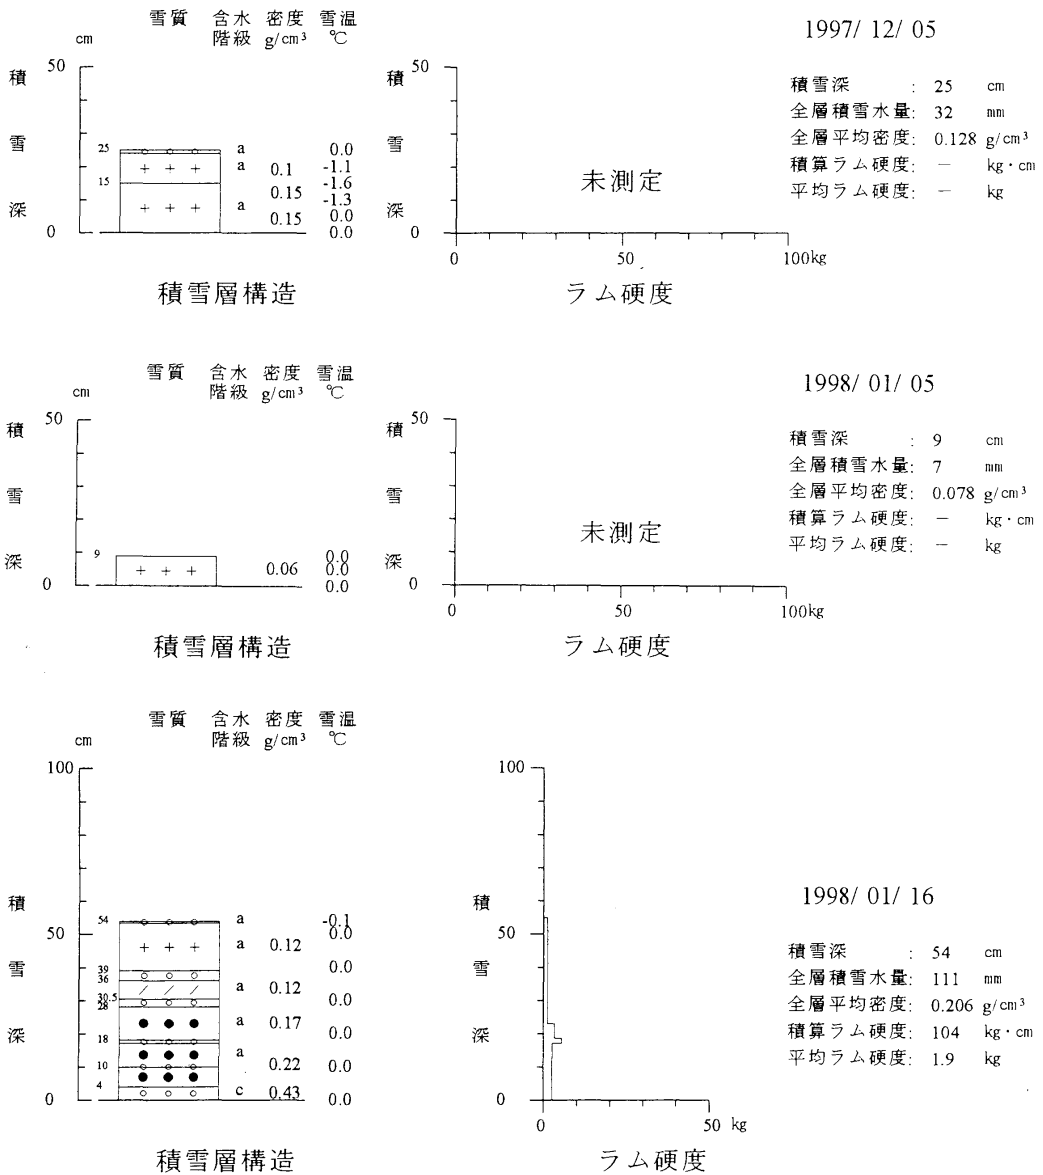 雪質 含水 密度 雪温
cm 階級 g/cm³ ℃
50
積
雪
深
0
25 a 0.0
a 0.1 -1.1
15 -1.6
0.15 -1.3
a 0.15 0.0
0.0
積雪層構造
50
積
雪
深
0
未測定
0 50 100kg
ラム硬度
1997/ 12/ 05
積雪深 : 25 cm
全層積雪水量: 32 mm
全層平均密度: 0.128 g/cm³
積算ラム硬度: － kg・cm
平均ラム硬度: － kg
雪質 含水 密度 雪温
cm 階級 g/cm³ ℃
50
積
雪
深
0
9 0.0
0.06 0.0
0.0
積雪層構造
50
積
雪
深
0
未測定
0 50 100kg
ラム硬度
1998/ 01/ 05
積雪深 : 9 cm
全層積雪水量: 7 mm
全層平均密度: 0.078 g/cm³
積算ラム硬度: － kg・cm
平均ラム硬度: － kg
雪質 含水 密度 雪温
cm 階級 g/cm³ ℃
100
50
積
雪
深
0
54 a -0.1
0.0
a 0.12
39 0.0
36
a 0.12
30.5 0.0
28
a 0.17
18 0.0
a
10 0.22 0.0
4 c 0.43
0.0
積雪層構造
100
50
積
雪
深
0
0 50 kg
ラム硬度
1998/ 01/ 16
積雪深 : 54 cm
全層積雪水量: 111 mm
全層平均密度: 0.206 g/cm³
積算ラム硬度: 104 kg・cm
平均ラム硬度: 1.9 kg